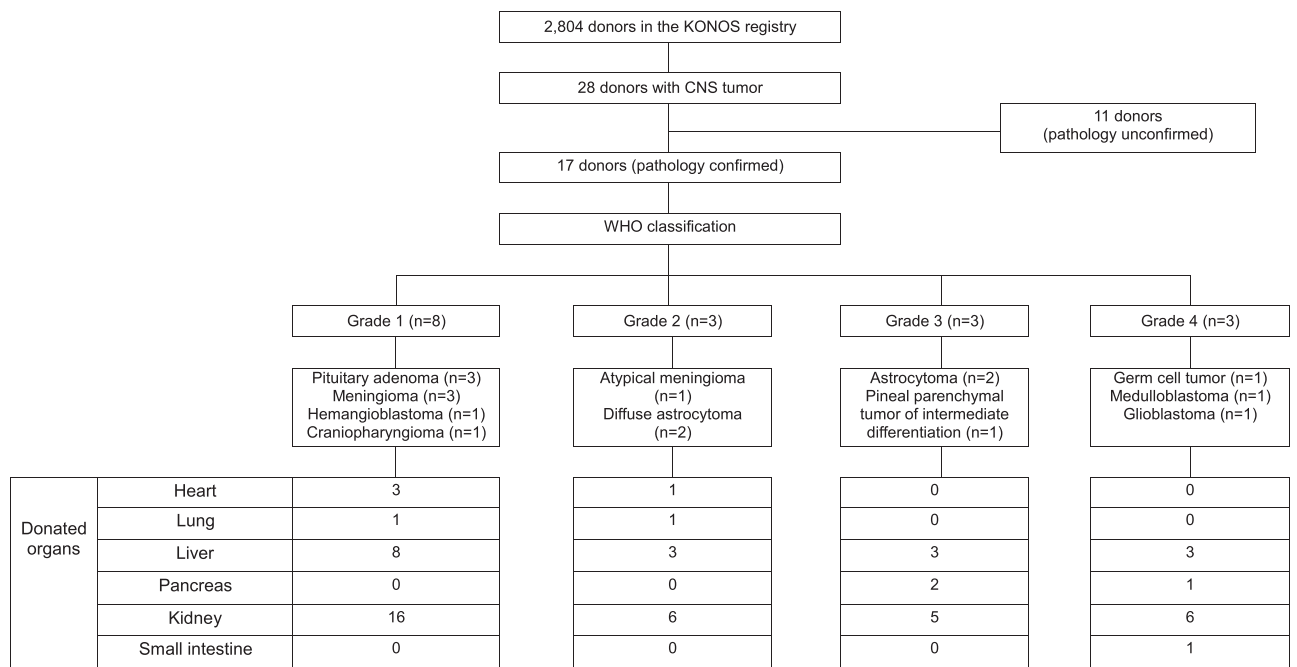 2,804 donors in the KONOS registry
28 donors with CNS tumor
11 donors
(pathology unconfirmed)
17 donors (pathology confirmed)
WHO classification
Grade 1 (n=8)
Grade 2 (n=3)
Grade 3 (n=3)
Grade 4 (n=3)
Pituitary adenoma (n=3)
Meningioma (n=3)
Hemangioblastoma (n=1)
Craniopharyngioma (n=1)
Atypical meningioma
(n=1)
Diffuse astrocytoma
(n=2)
Astrocytoma (n=2)
Pineal parenchymal
tumor of intermediate
differentiation (n=1)
Germ cell tumor (n=1)
Medulloblastoma (n=1)
Glioblastoma (n=1)
Donated
organs
Heart 3 1 0 0
Lung 1 1 0 0
Liver 8 3 3 3
Pancreas 0 0 2 1
Kidney 16 6 5 6
Small intestine 0 0 0 1